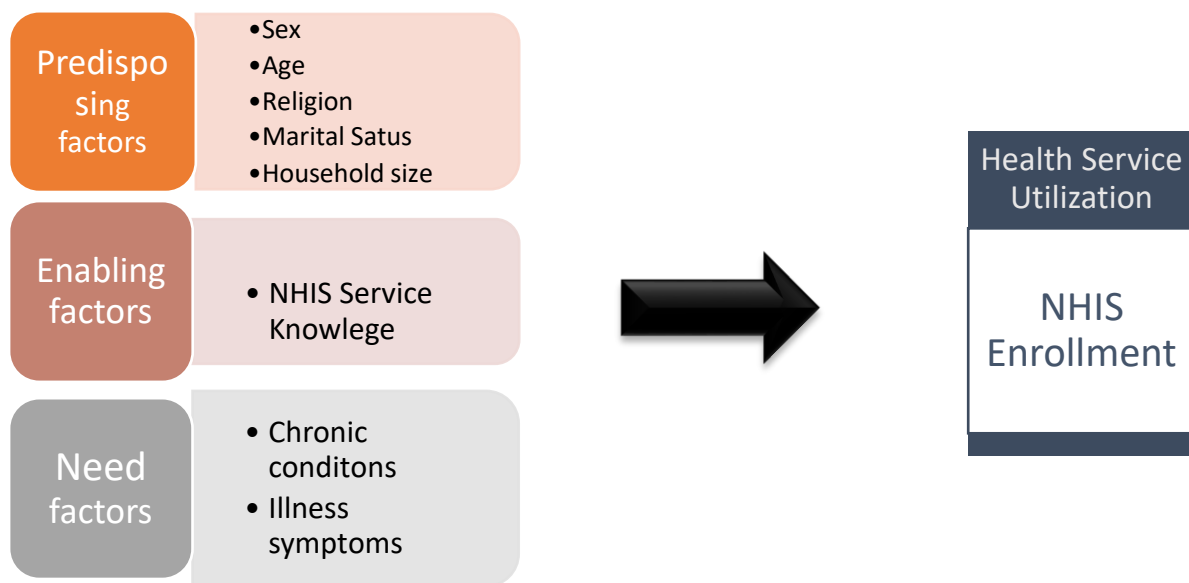 Predispo
sing
factors
•Sex
•Age
•Religion
•Marital Satus
•Household size
Enabling
factors
• NHIS Service
Knowlege
Need
factors
• Chronic
conditons
• Illness
symptoms
Health Service
Utilization
NHIS
Enrollment